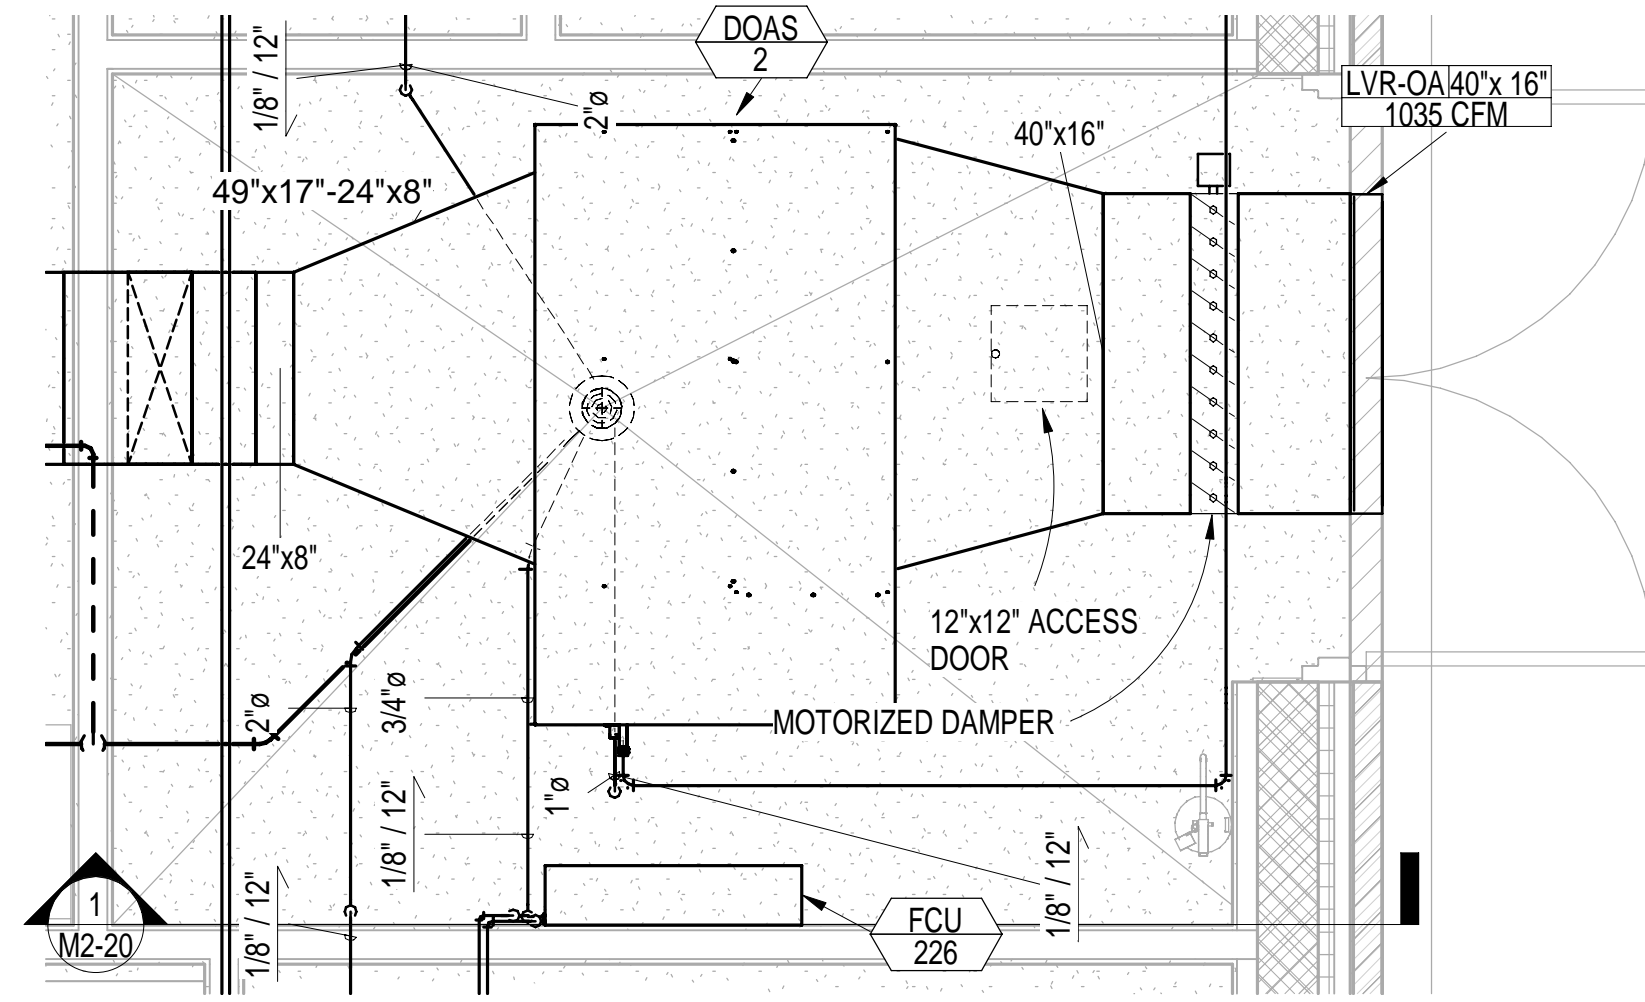 DOAS
2
1/8" / 12"
2"ø
LVR-OA 40"x 16"
1035 CFM
40"x16"
49"x17"-24"x8"
24"x8"
12"x12" ACCESS
DOOR
MOTORIZED DAMPER
2"ø
3/4"ø
1"ø
1/8" / 12"
1/8" / 12"
1/8" / 12"
1
M2-20
FCU
226